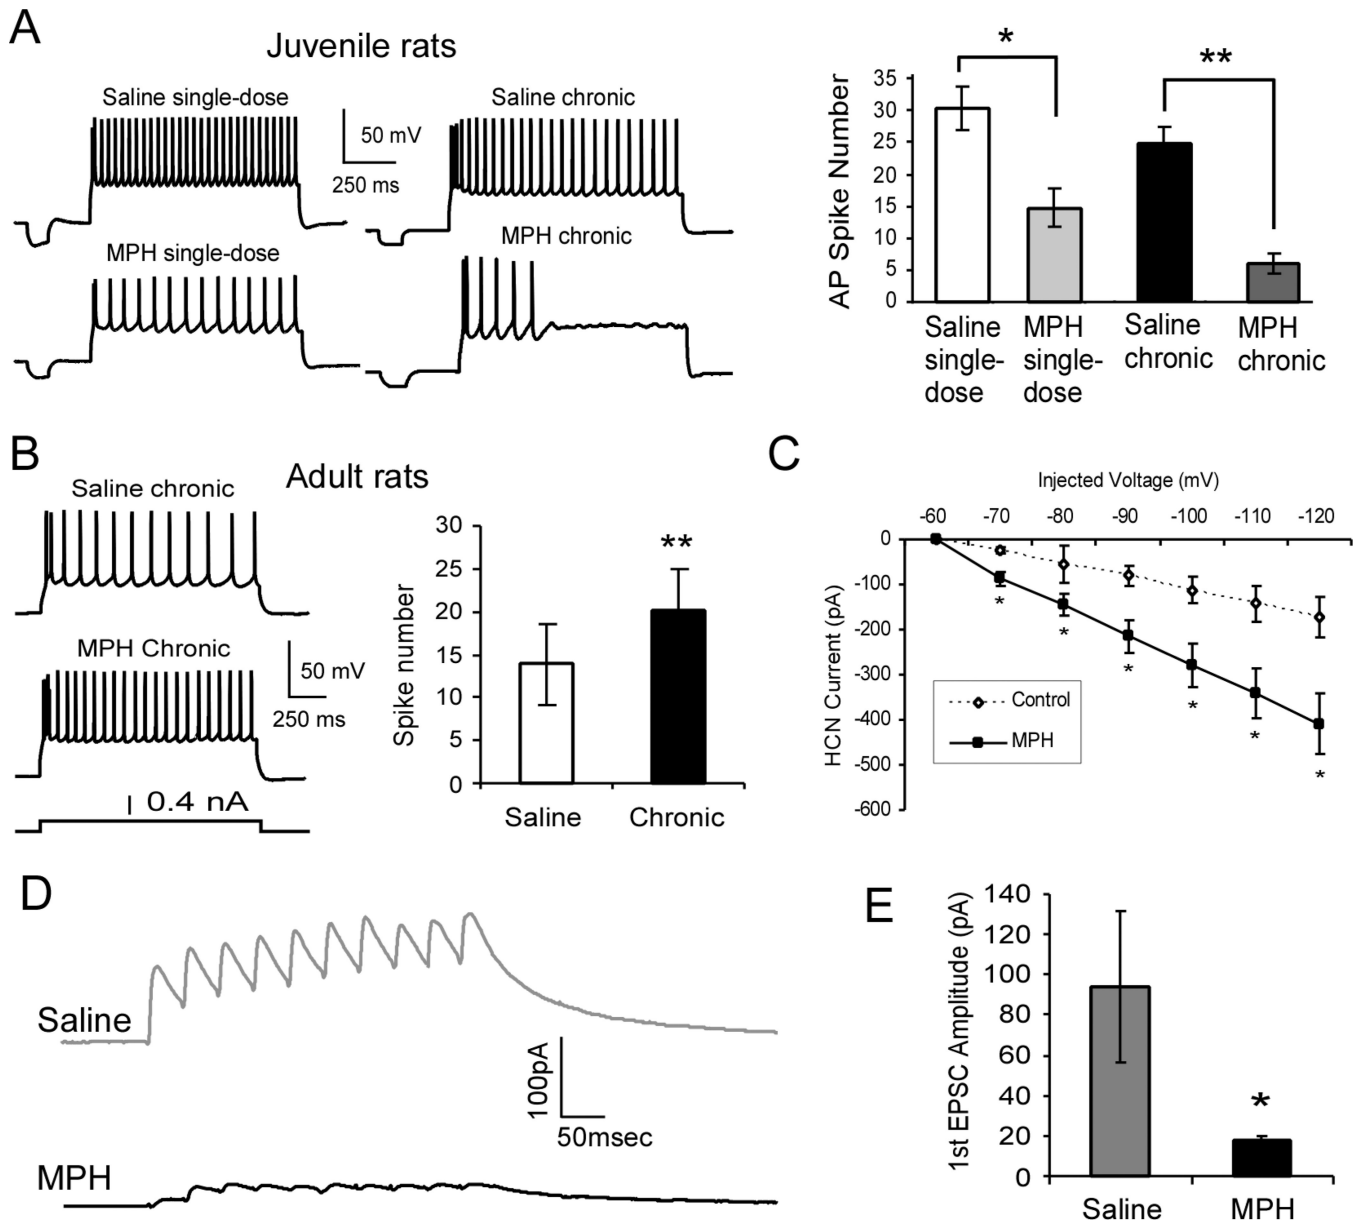 A
Juvenile rats
Saline single-dose
50 mV
250 ms
Saline chronic
MPH single-dose
MPH chronic
*
**
AP Spike Number
35
30
25
20
15
10
5
0
Saline single-dose
MPH single-dose
Saline chronic
MPH chronic
B
Adult rats
Saline chronic
MPH Chronic
50 mV
250 ms
0.4 nA
Spike number
30
25
20
15
10
5
0
**
Saline
Chronic
C
Injected Voltage (mV)
-60 -70 -80 -90 -100 -110 -120
HCN Current (pA)
0
-100
-200
-300
-400
-500
-600
* * * * * *
Control
MPH
D
Saline
100pA
50msec
MPH
E
1st EPSC Amplitude (pA)
140
120
100
80
60
40
20
0
*
Saline
MPH